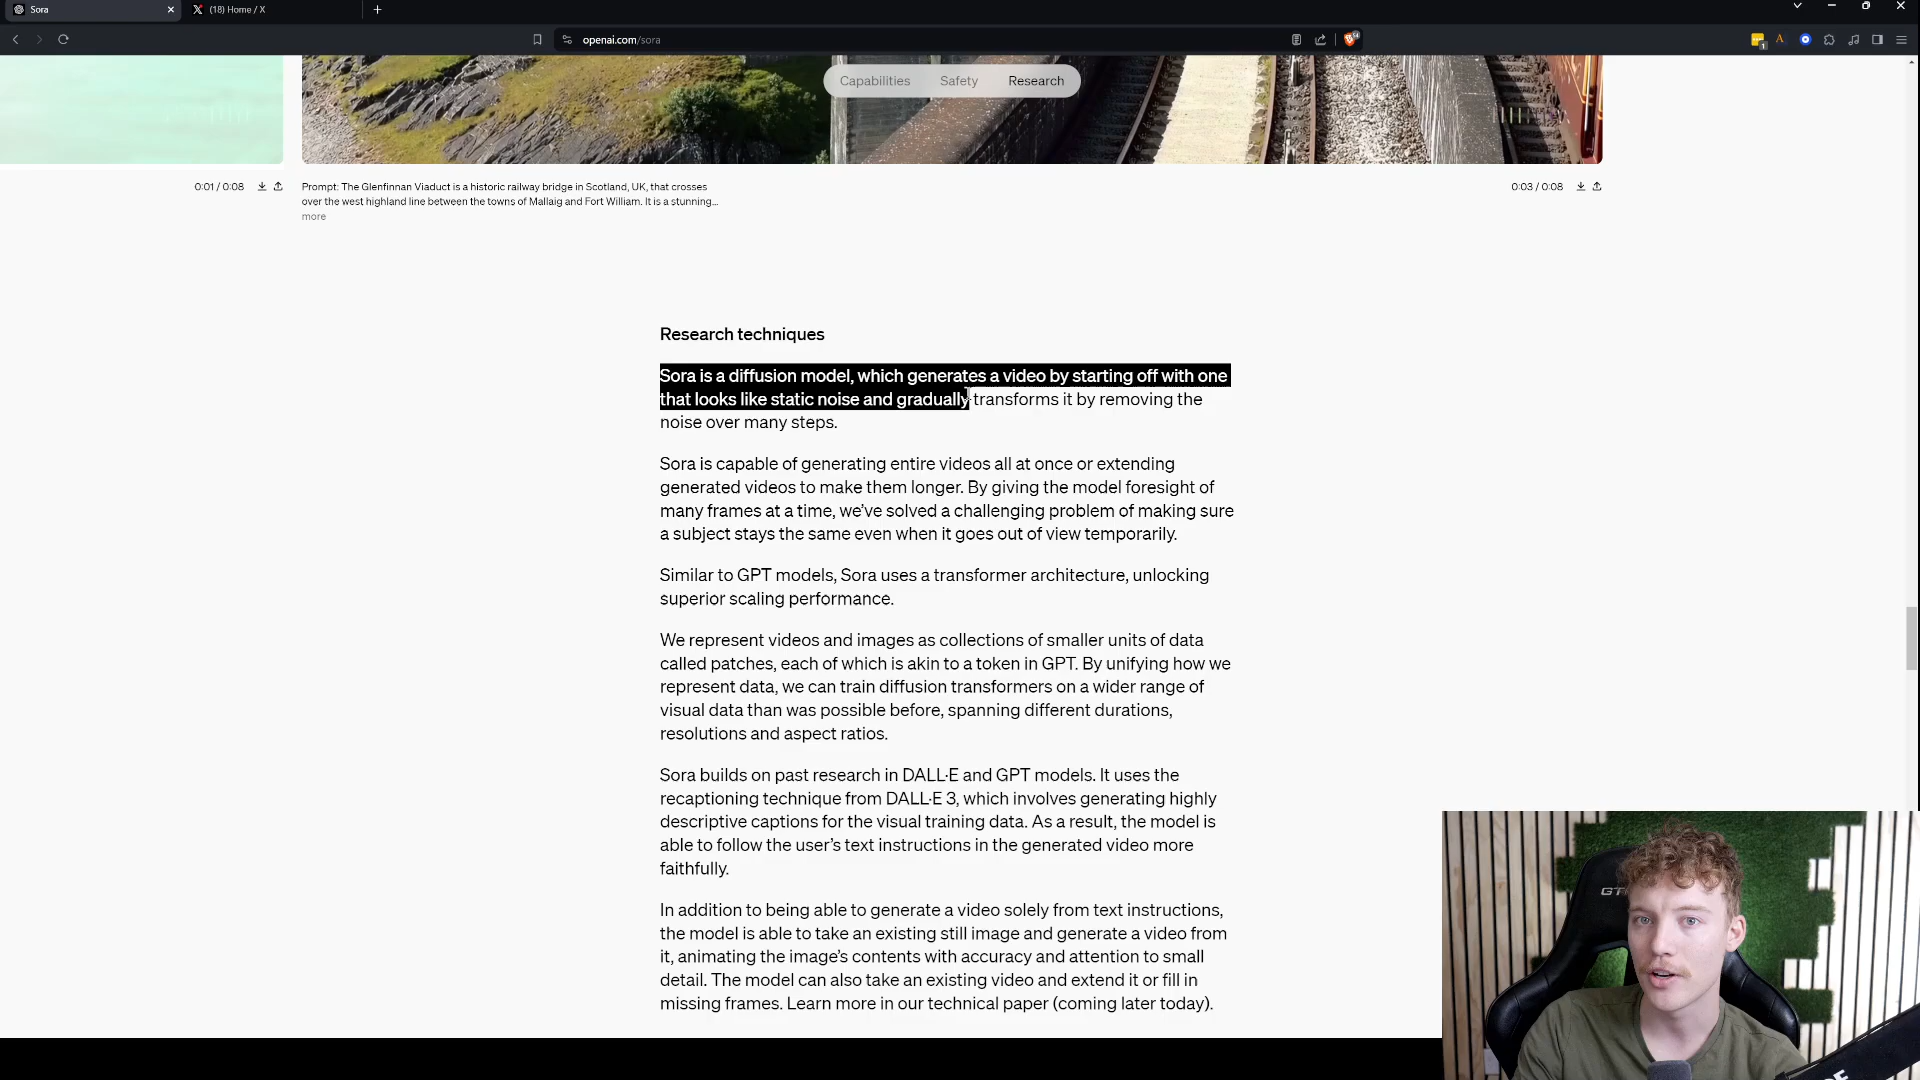 Sora
(18) Home / X
openai.com/sora
Capabilities
Safety
Research
0:01 / 0:08
Prompt: The Glenfinnan Viaduct is a historic railway bridge in Scotland, UK, that crosses
over the west highland line between the towns of Mallaig and Fort William. It is a stunning...
more
0:03 / 0:08
Research techniques
Sora is a diffusion model, which generates a video by starting off with one
that looks like static noise and gradually transforms it by removing the
noise over many steps.
Sora is capable of generating entire videos all at once or extending
generated videos to make them longer. By giving the model foresight of
many frames at a time, we’ve solved a challenging problem of making sure
a subject stays the same even when it goes out of view temporarily.
Similar to GPT models, Sora uses a transformer architecture, unlocking
superior scaling performance.
We represent videos and images as collections of smaller units of data
called patches, each of which is akin to a token in GPT. By unifying how we
represent data, we can train diffusion transformers on a wider range of
visual data than was possible before, spanning different durations,
resolutions and aspect ratios.
Sora builds on past research in DALL·E and GPT models. It uses the
recaptioning technique from DALL·E 3, which involves generating highly
descriptive captions for the visual training data. As a result, the model is
able to follow the user’s text instructions in the generated video more
faithfully.
In addition to being able to generate a video solely from text instructions,
the model is able to take an existing still image and generate a video from
it, animating the image’s contents with accuracy and attention to small
detail. The model can also take an existing video and extend it or fill in
missing frames. Learn more in our technical paper (coming later today).